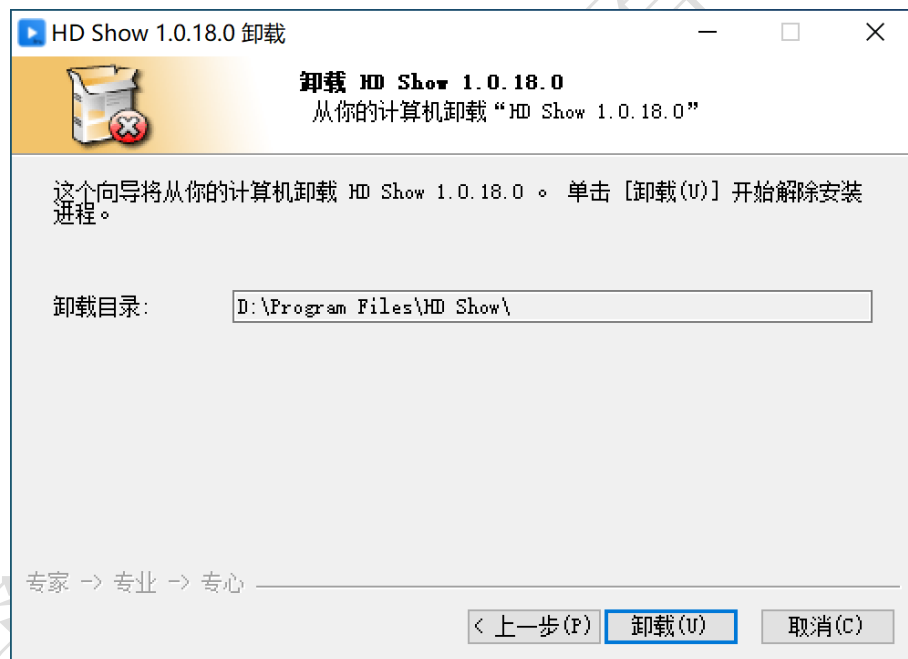 HD Show 1.0.18.0 卸载
卸载 HD Show 1.0.18.0
从你的计算机卸载“HD Show 1.0.18.0”
这个向导将从你的计算机卸载 HD Show 1.0.18.0 。 单击 [卸载(U)] 开始解除安装
进程。
卸载目录: D:\Program Files\HD Show\
专家 -> 专业 -> 专心
< 上一步(P) 卸载(U) 取消(C)